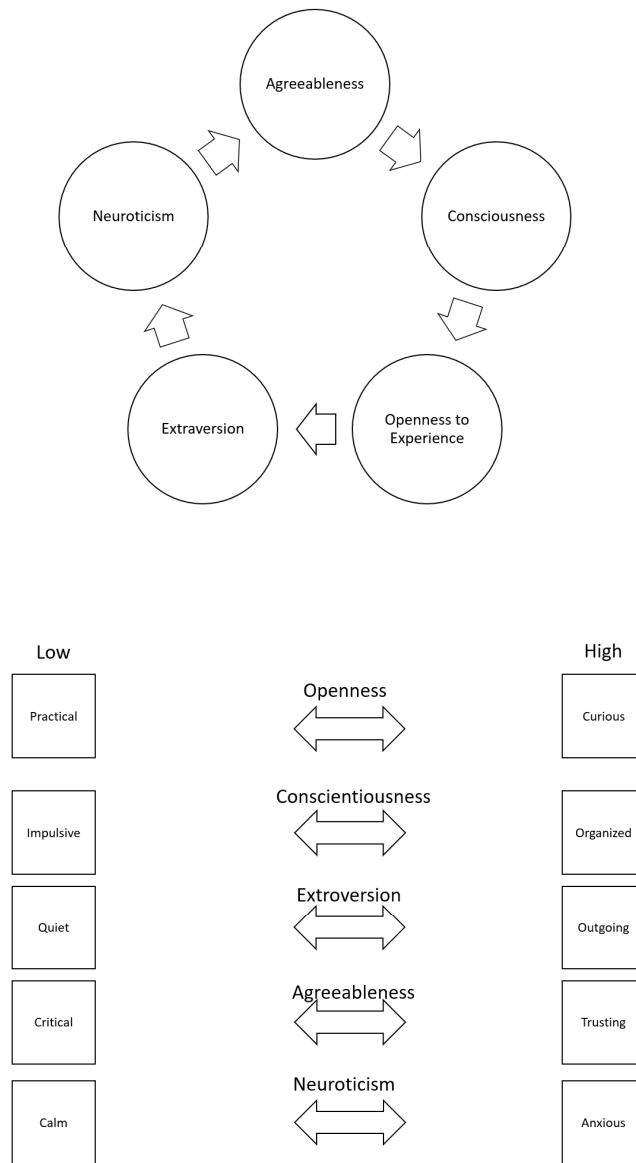 Agreeableness
Neuroticism
Consciousness
Extraversion
Openness to
Experience
Low
High
Openness
Practical
Curious
Conscientiousness
Impulsive
Organized
Extroversion
Quiet
Outgoing
Agreeableness
Critical
Trusting
Neuroticism
Calm
Anxious